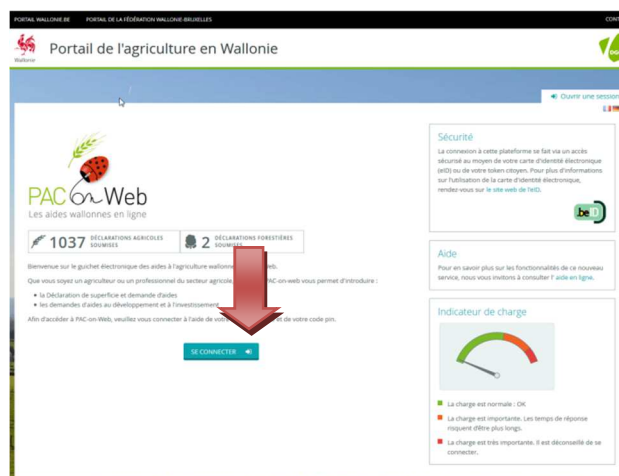 PORTAIL WALLONIE.BE PORTAIL DE LA FÉDÉRATION WALLONIE-BRUXELLES
Wallonie
Portail de l'agriculture en Wallonie
Ouvrir une session
PAC on Web
Les aides wallonnes en ligne
1037 DÉCLARATIONS AGRICOLES SOUMISES
2 DÉCLARATIONS FORESTIÈRES SOUMISES
Bienvenue sur le guichet électronique des aides à l'agriculture wallonne
Que vous soyez un agriculteur ou un professionnel du secteur agricole, PAC-on-web vous permet d'introduire :
la Déclaration de superficie et demande d'aides
les demandes d'aides au développement et à l'investissement
Afin d'accéder à PAC-on-Web, veuillez vous connecter à l'aide de et de votre code pin.
SE CONNECTER
Sécurité
La connexion à cette plateforme se fait via un accès
sécurisé au moyen de votre carte d'identité électronique
(eID) ou de votre token citoyen. Pour plus d'informations
sur l'utilisation de la carte d'identité électronique,
rendez-vous sur le site web de l'eID.
.beID
Aide
Pour en savoir plus sur les fonctionnalités de ce nouveau
service, nous vous invitons à consulter l' aide en ligne.
Indicateur de charge
La charge est normale : OK
La charge est importante. Les temps de réponse
risquent d'être plus longs.
La charge est très importante. Il est déconseillé de se
connecter.